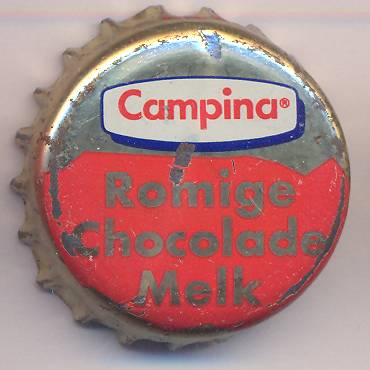 Campina®
Romige
Chocolade
Melk